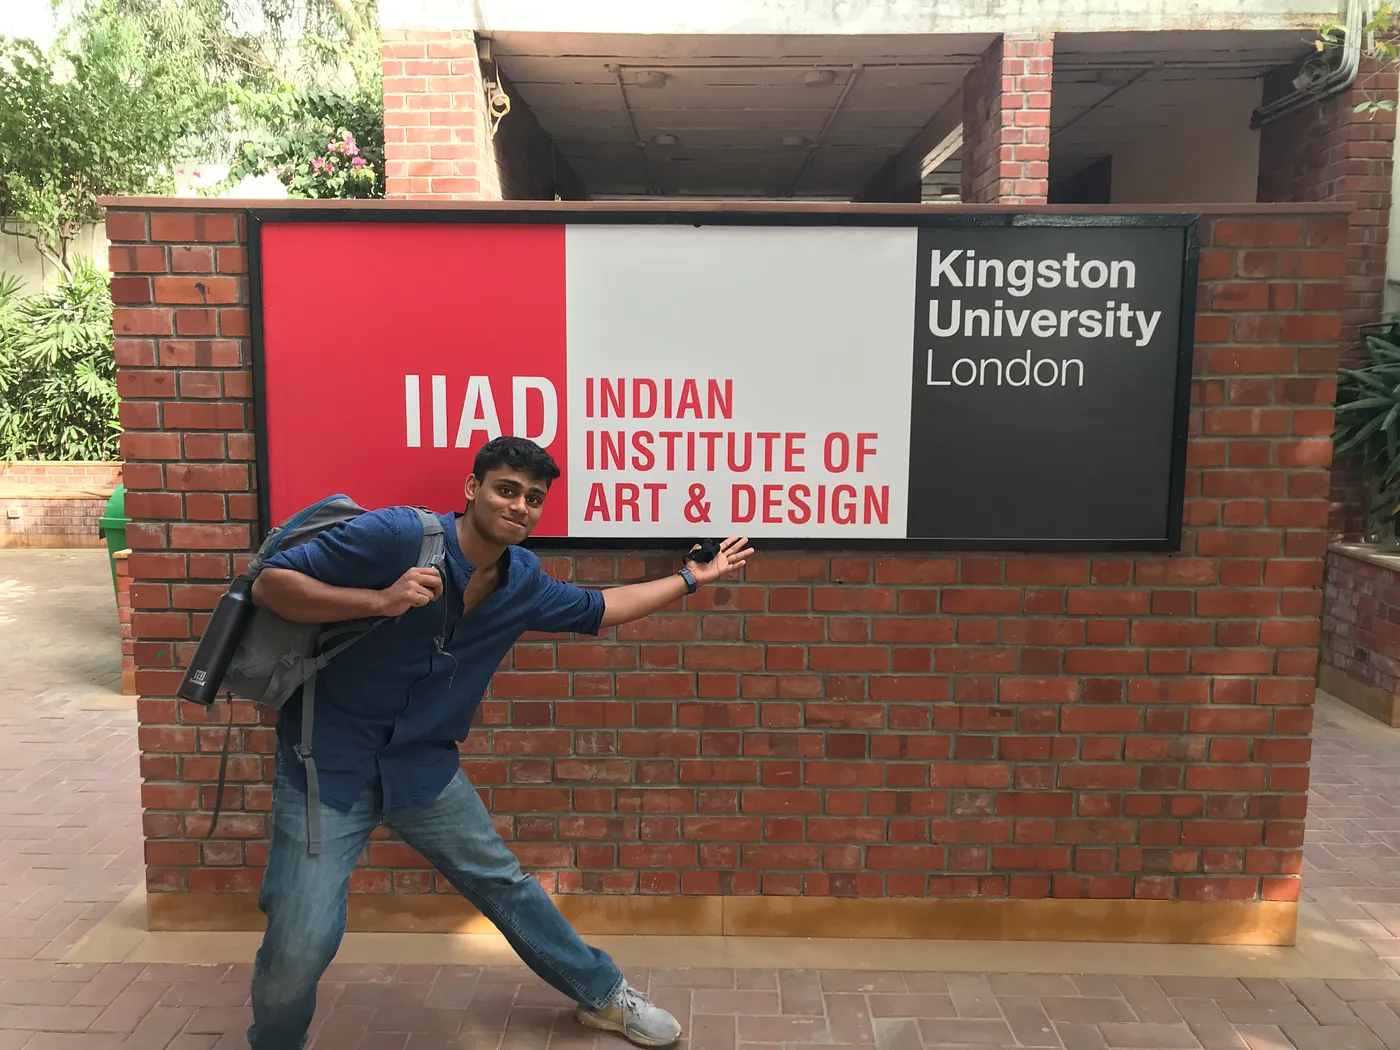 IIAD
INDIAN
INSTITUTE OF
ART & DESIGN
Kingston
University
London